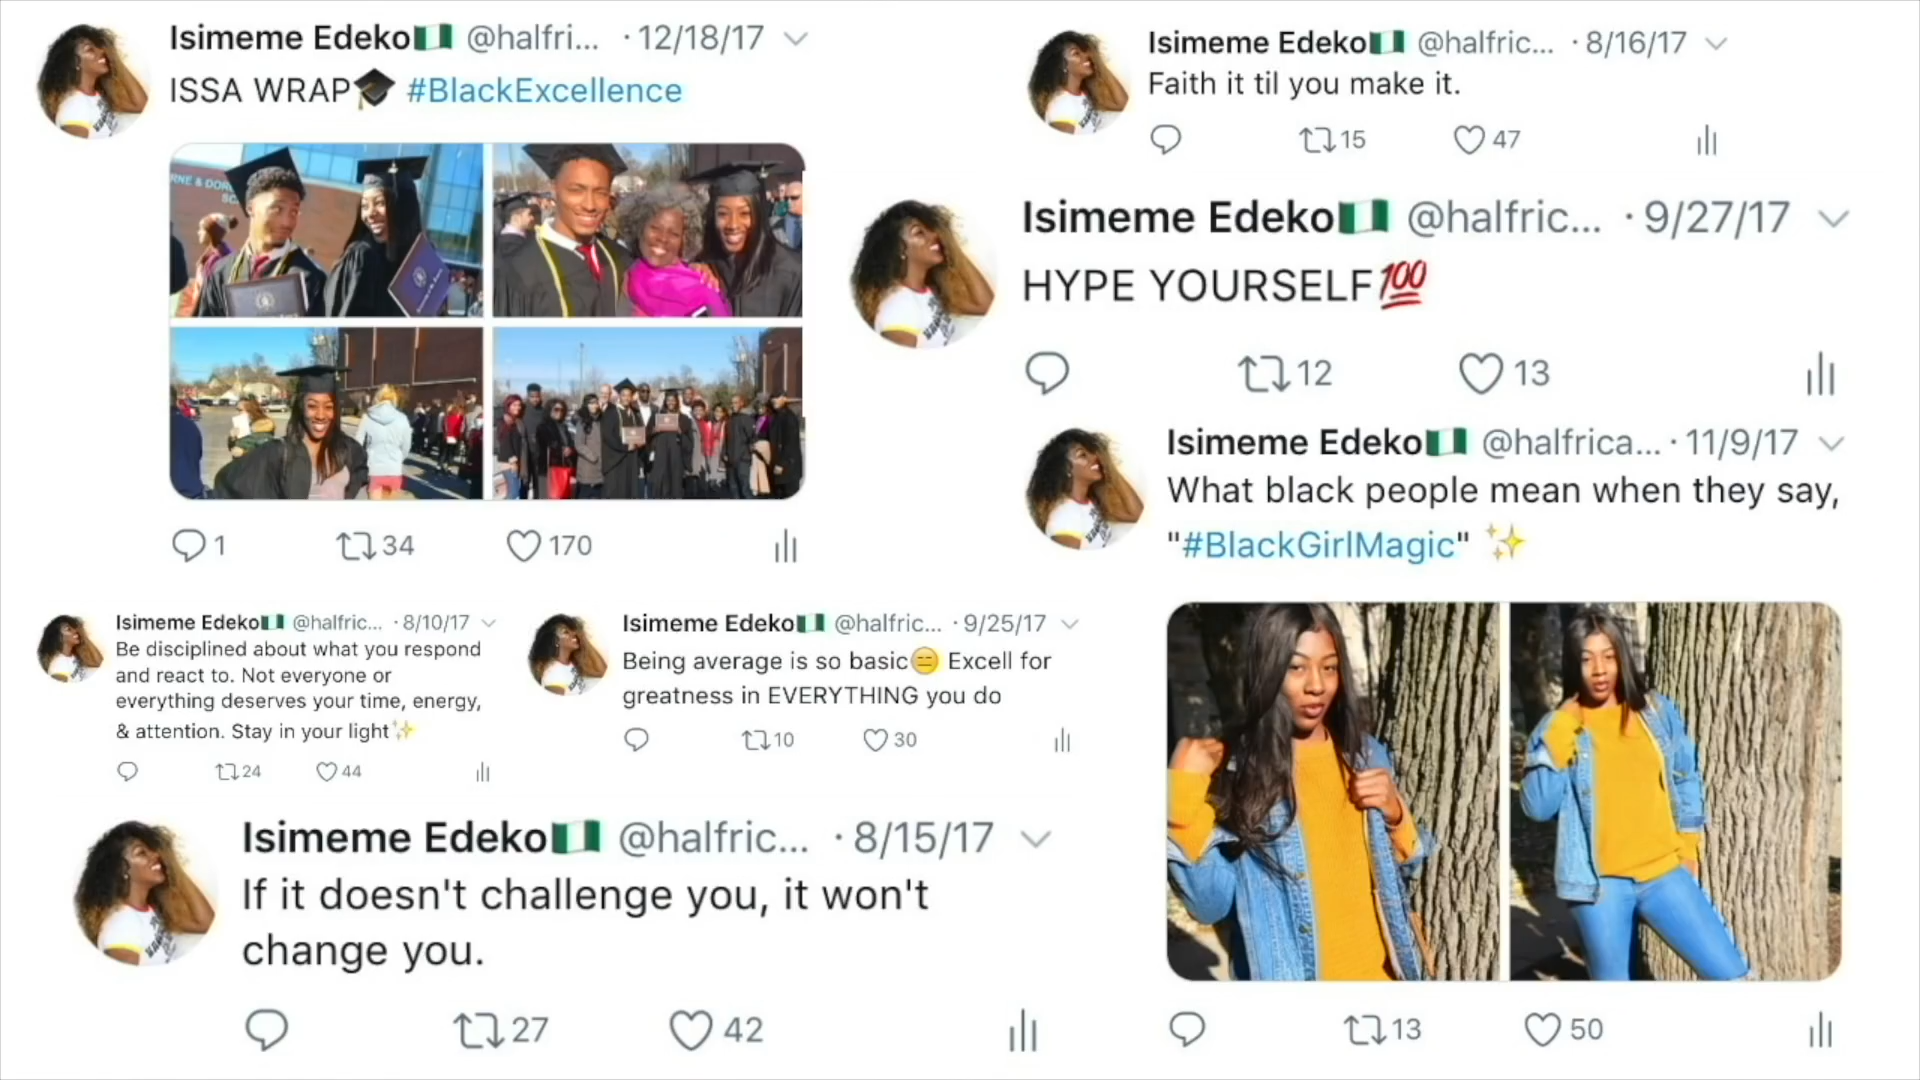 Isimeme Edeko🇳🇬 @halfri... · 12/18/17
ISSA WRAP🎓 #BlackExcellence
RNE & DOR
SC
1 34 170
Isimeme Edeko🇳🇬 @halfric... · 8/16/17
Faith it til you make it.
15 47
Isimeme Edeko🇳🇬 @halfric... · 9/27/17
HYPE YOURSELF💯
12 13
Isimeme Edeko🇳🇬 @halfrica... · 11/9/17
What black people mean when they say,
"#BlackGirlMagic" ✨
13 50
Isimeme Edeko🇳🇬 @halfric... · 8/10/17
Be disciplined about what you respond
and react to. Not everyone or
everything deserves your time, energy,
& attention. Stay in your light✨
24 44
Isimeme Edeko🇳🇬 @halfric... · 9/25/17
Being average is so basic😑 Excell for
greatness in EVERYTHING you do
10 30
Isimeme Edeko🇳🇬 @halfric... · 8/15/17
If it doesn't challenge you, it won't
change you.
27 42